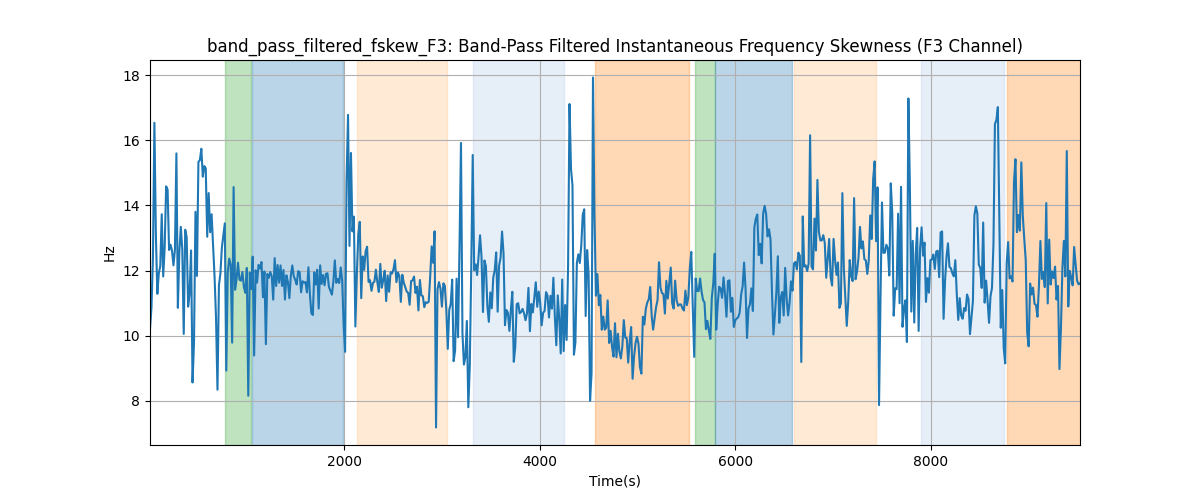 band_pass_filtered_fskew_F3: Band-Pass Filtered Instantaneous Frequency Skewness (F3 Channel)
18
16
14
12
10
8
Hz
2000 4000 6000 8000
Time(s)